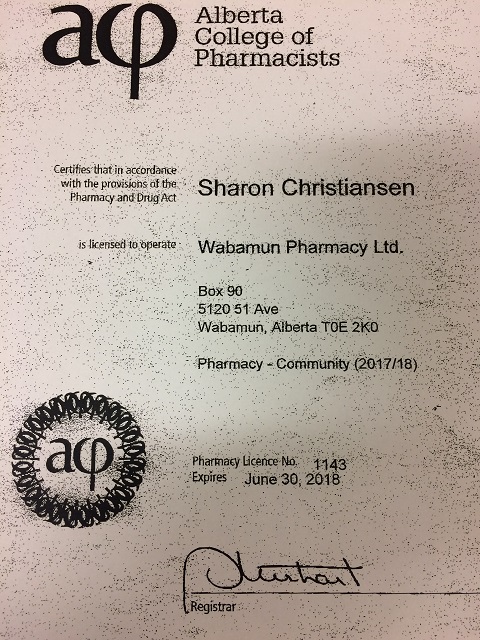 aφ
Alberta
College of
Pharmacists
Certifies that in accordance
with the provisions of the
Pharmacy and Drug Act
Sharon Christiansen
is licensed to operate
Wabamun Pharmacy Ltd.
Box 90
5120 51 Ave
Wabamun, Alberta T0E 2K0
Pharmacy - Community (2017/18)
aφ
Pharmacy Licence No. 1143
Expires June 30, 2018
Registrar